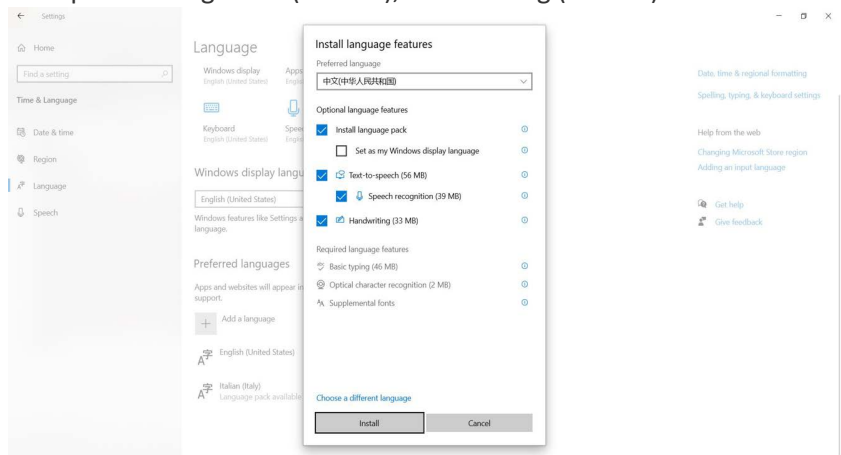 Settings
Home
Find a setting
Time & Language
Date & time
Region
Language
Speech
Language
Windows display
English (United States)
Apps
Keyboard
English (United States)
Windows display langu
English (United States)
Windows features like Settings a
language.
Preferred languages
Apps and websites will appear in
support.
Add a language
English (United States)
Italian (Italy)
Language pack available
Install language features
Preferred language
中文(中华人民共和国)
Optional language features
Install language pack
Set as my Windows display language
Text-to-speech (56 MB)
Speech recognition (39 MB)
Handwriting (33 MB)
Required language features
Basic typing (46 MB)
Optical character recognition (2 MB)
Supplemental fonts
Choose a different language
Install
Cancel
Date, time & regional formatting
Spelling, typing, & keyboard settings
Help from the web
Changing Microsoft Store region
Adding an input language
Get help
Give feedback